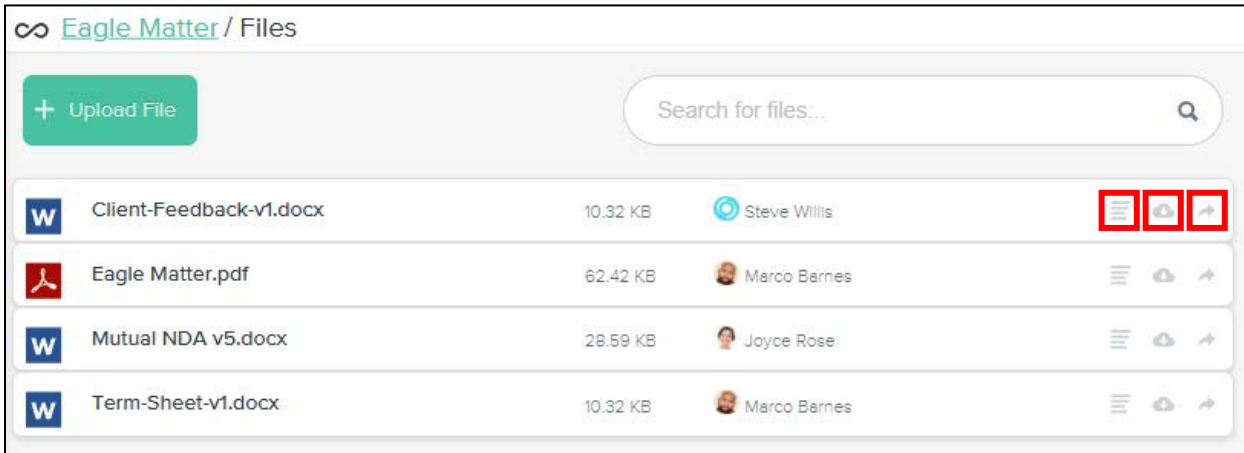 Eagle Matter / Files
+ Upload File
Search for files...
W Client-Feedback-v1.docx 10.32 KB Steve Willis
Eagle Matter.pdf 62.42 KB Marco Barnes
W Mutual NDA v5.docx 28.59 KB Joyce Rose
W Term-Sheet-v1.docx 10.32 KB Marco Barnes